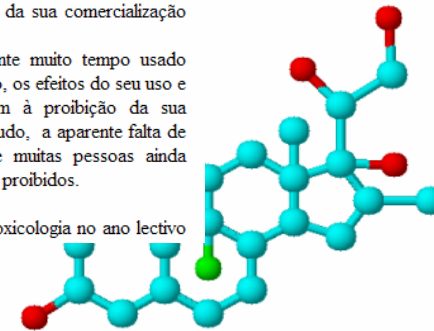 da sua comercialização
nte muito tempo usado
o, os efeitos do seu uso e
m à proibição da sua
tudo, a aparente falta de
e muitas pessoas ainda
proibidos.
oxicologia no ano lectivo